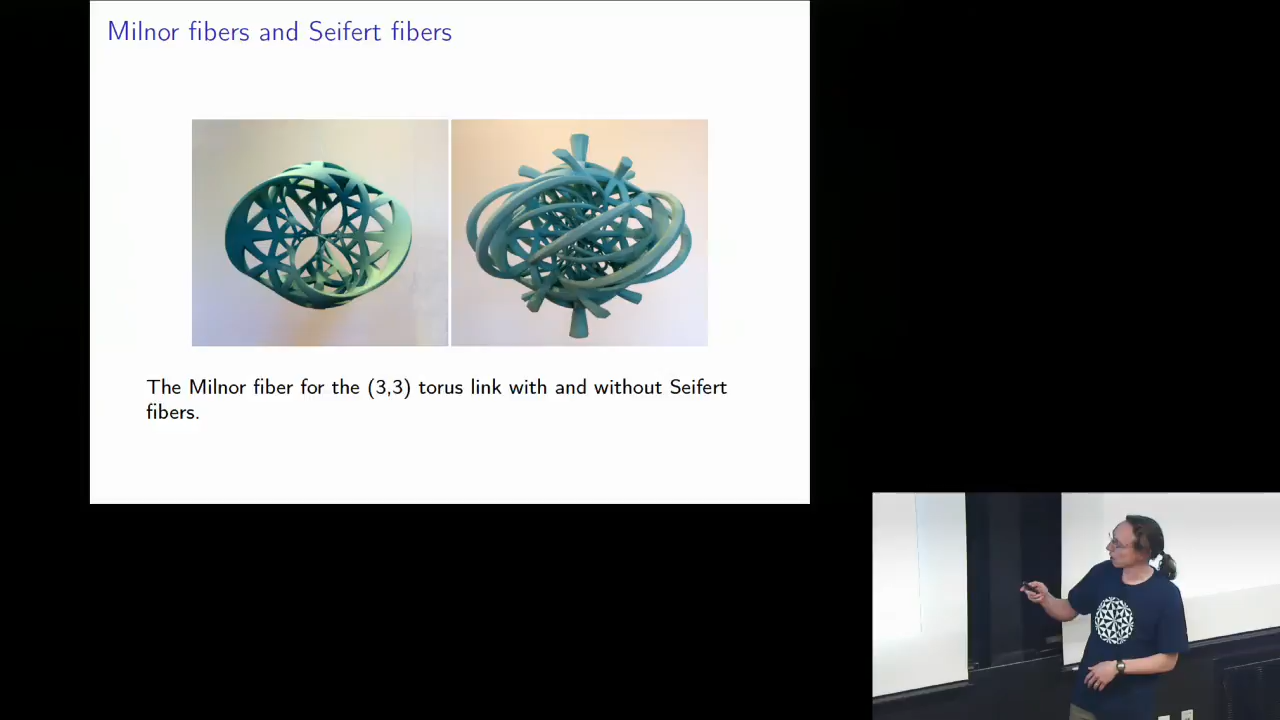 Milnor fibers and Seifert fibers
The Milnor fiber for the (3,3) torus link with and without Seifert
fibers.